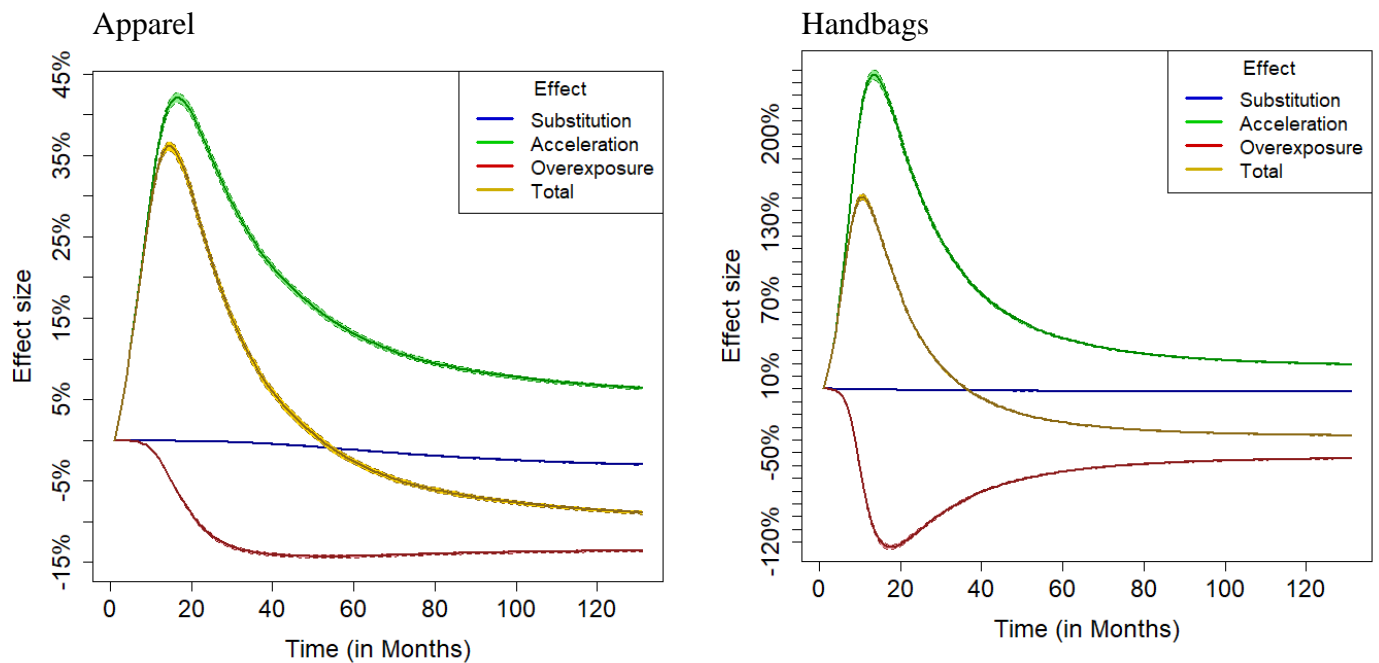 Apparel
45%
35%
25%
15%
5%
-5%
-15%
Effect size
Effect
Substitution
Acceleration
Overexposure
Total
0 20 40 60 80 100 120
Time (in Months)
Handbags
200%
130%
70%
10%
-50%
-120%
Effect size
Effect
Substitution
Acceleration
Overexposure
Total
0 20 40 60 80 100 120
Time (in Months)